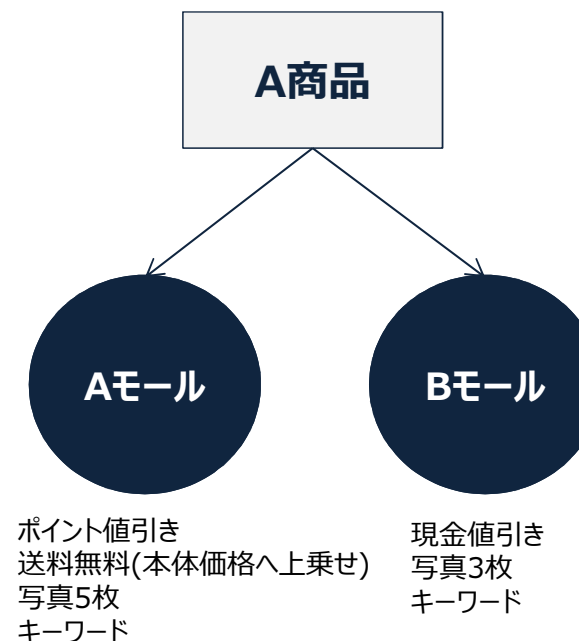 A商品
Aモール
Bモール
ポイント値引き
送料無料(本体価格へ上乗せ)
写真5枚
キーワード
現金値引き
写真3枚
キーワード